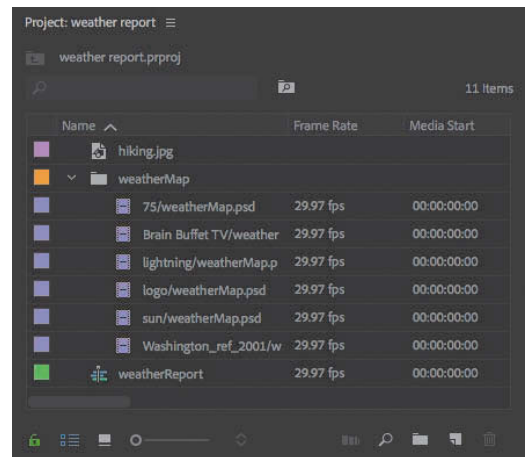 Project: weather report
weather report.prproj
11 Items
Name Frame Rate Media Start
hiking.jpg
weatherMap
75/weatherMap.psd 29.97 fps 00:00:00:00
Brain Buffet TV/weather 29.97 fps 00:00:00:00
lightning/weatherMap.p 29.97 fps 00:00:00:00
logo/weatherMap.psd 29.97 fps 00:00:00:00
sun/weatherMap.psd 29.97 fps 00:00:00:00
Washington_ref_2001/w 29.97 fps 00:00:00:00
weatherReport 29.97 fps 00:00:00:00